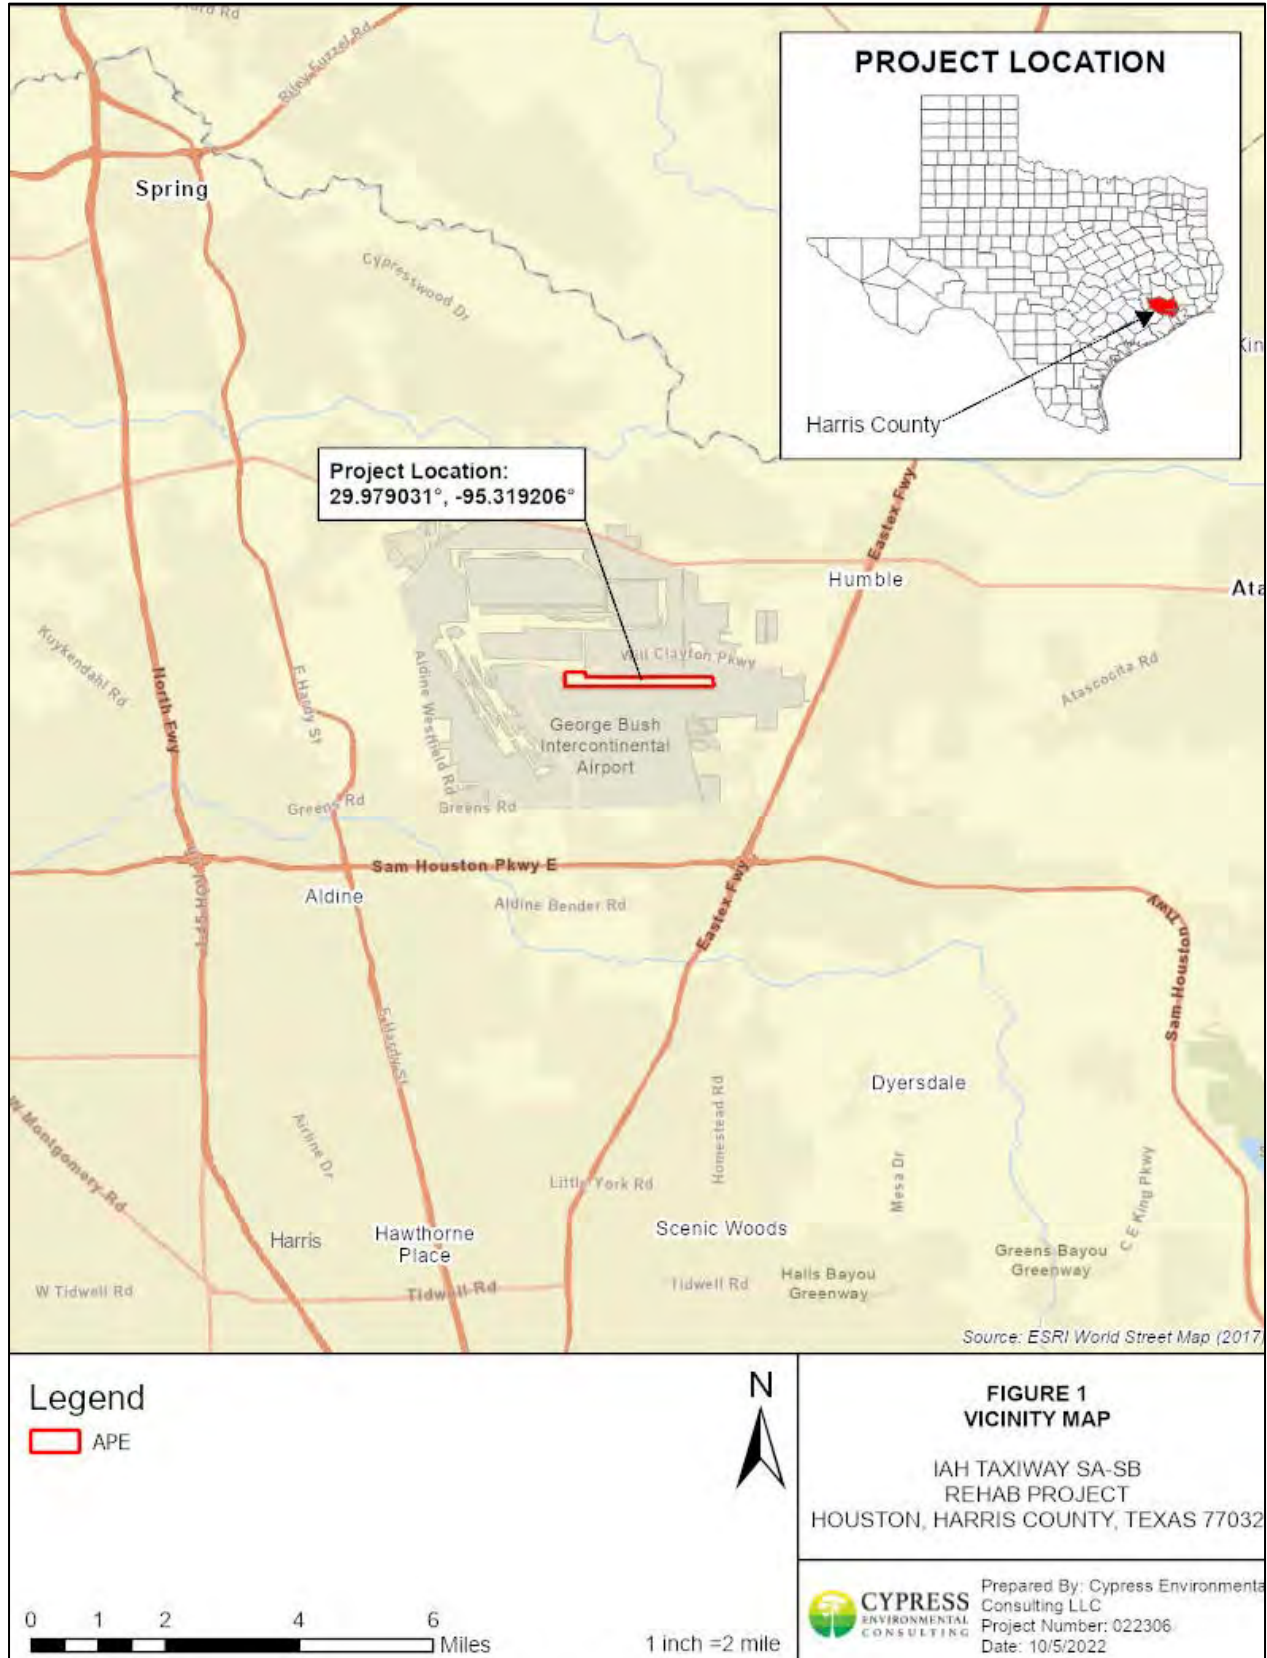 Riley Fuzzel Rd
PROJECT LOCATION
Harris County
Spring
Cypresswood Dr
Project Location:
29.979031°, -95.319206°
Eastex Fwy
Humble
Kuykendahl Rd
North Fwy
E Hardy St
Aldine Westfield Rd
Will Clayton Pkwy
Atascocita Rd
George Bush
Intercontinental
Airport
Greens Rd
Greens Rd
Sam Houston Pkwy E
Aldine
Aldine Bender Rd
Eastex Fwy
Sam Houston Tlwy
E Hardy St
Dyersdale
Homestead Rd
W Montgomery Rd
Airline Dr
Little York Rd
Mesa Dr
C E King Pkwy
Harris
Hawthorne
Place
Scenic Woods
Greens Bayou
Greenway
W Tidwell Rd
Tidwell Rd
Tidwell Rd
Halls Bayou
Greenway
Source: ESRI World Street Map (2017)
Legend
APE
N
0 1 2 4 6
Miles
1 inch =2 mile
FIGURE 1
VICINITY MAP
IAH TAXIWAY SA-SB
REHAB PROJECT
HOUSTON, HARRIS COUNTY, TEXAS 77032
CYPRESS
ENVIRONMENTAL
CONSULTING
Prepared By: Cypress Environmenta
Consulting LLC
Project Number: 022306
Date: 10/5/2022